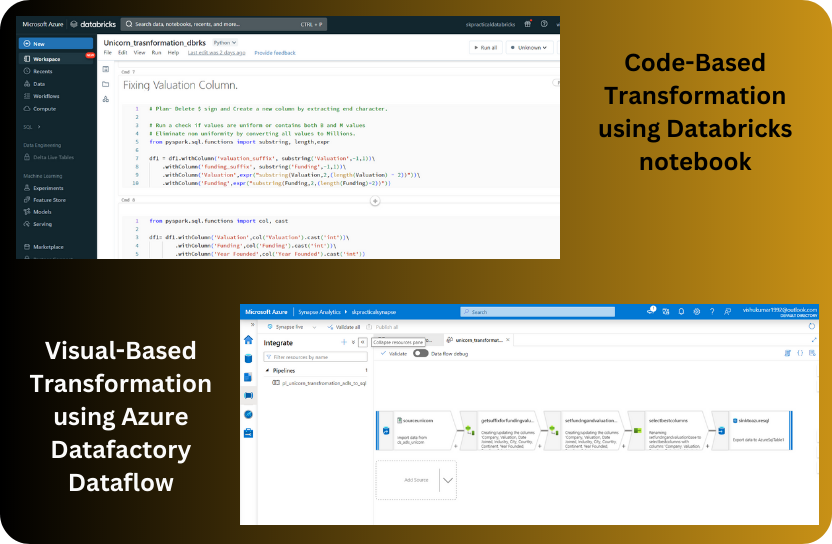 Microsoft Azure databricks Search data, notebooks, recents, and more... CTRL + P skpracticaldatabricks
New
Workspace
Recents
Data
Workflows
Compute
SQL
Data Engineering
Delta Live Tables
Machine Learning
Experiments
Feature Store
Models
Serving
Marketplace
Unicorn_trasnformation_dbrks Python
File Edit View Run Help Last edit was 2 days ago Provide feedback
Run all Unknown
Cmd 7
Fixing Valuation Column.
1 # Plan- Delete $ sign and Create a new column by extracting end character.
2
3 # Run a check if values are uniform or contains both B and M values
4 # Eliminate non uniformity by converting all values to Millions.
5 from pyspark.sql.functions import substring, length,expr
6
7 df1 = df1.withColumn('valuation_suffix', substring('Valuation',-1,1))\
8 .withColumn('Funding_suffix', substring('Funding',-1,1))\
9 .withColumn('Valuation',expr("substring(Valuation,2,(length(Valuation) - 2))"))\
10 .withColumn('Funding',expr("substring(Funding,2,(length(Funding)-2))"))
Cmd 8
1 from pyspark.sql.functions import col, cast
2
3 df1= df1.withColumn('Valuation',col('Valuation').cast('int'))\
4 .withColumn('Funding',col('Funding').cast('int'))\
5 .withColumn('Year Founded',col('Year Founded').cast('int'))
Code-Based
Transformation
using Databricks
notebook
Visual-Based
Transformation
using Azure
Datafactory
Dataflow
Microsoft Azure Synapse Analytics skpracticalsynapse Search vishukumar1992@outlook.com
DEFAULT DIRECTORY
Synapse live Validate all Publish all
Integrate
Collapse resources pane
unicorn_transformat...
Filter resources by name
Validate Data flow debug
Pipelines 1
pl_unicorn_transfromation_adls_to_sql
sourceunicorn
Import data from
getsuffixforfundingvalu...
Creating/updating the columns
'Company, Valuation, Date
Joined, Industry, City, Country,
Continent, Year Founded,
setfundingandvaluation...
Creating/updating the columns
'Company, Valuation, Date
Joined, Industry, City, Country,
Continent, Year Founded,
selectbestcolumns
Renaming
selectbestcolumns with
columns 'Company, Valuation,
sinktoazuresql
Export data to AzureSqlTable1
Add Source